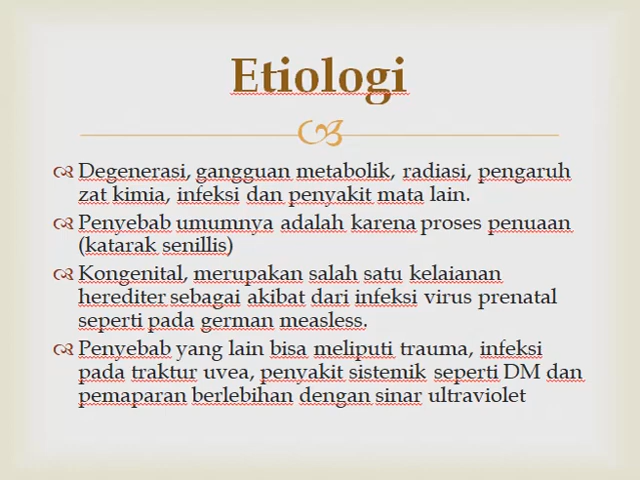 Etiologi
Degenerasi, gangguan metabolik, radiasi, pengaruh
zat kimia, infeksi dan penyakit mata lain.
Penyebab umumnya adalah karena proses penuaan
(katarak senillis)
Kongenital, merupakan salah satu kelaianan
herediter sebagai akibat dari infeksi virus prenatal
seperti pada german measless.
Penyebab yang lain bisa meliputi trauma, infeksi
pada traktur uvea, penyakit sistemik seperti DM dan
pemaparan berlebihan dengan sinar ultraviolet